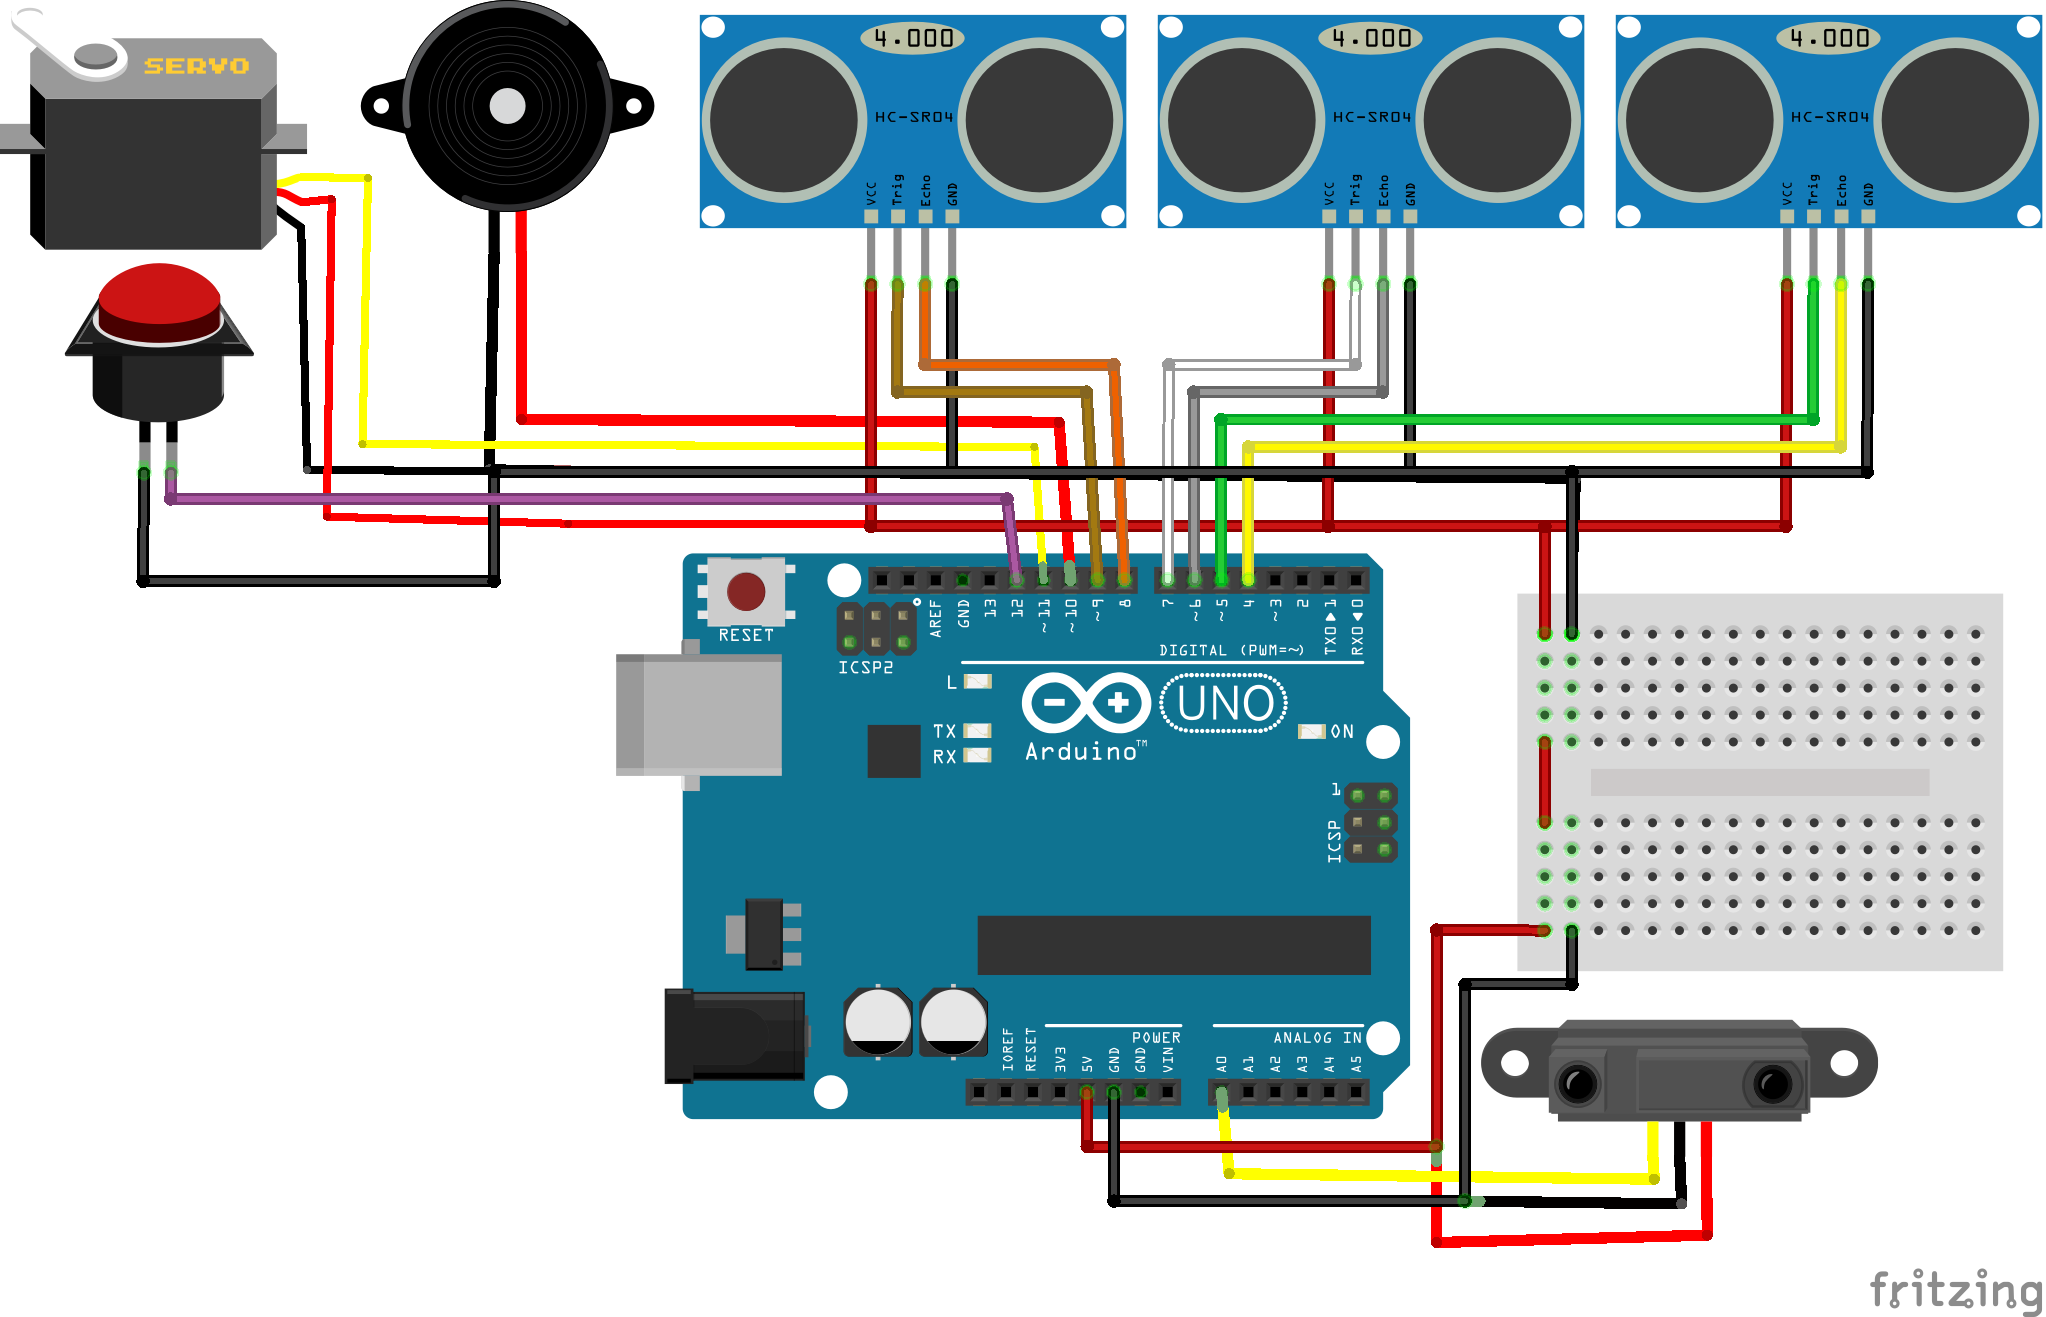 SERVO
4.000
4.000
4.000
HC-SR04
HC-SR04
HC-SR04
VCC
Trig
Echo
GND
VCC
Trig
Echo
GND
VCC
Trig
Echo
GND
RESET
ICSP2
AREF
GND
13
12
~11
~10
~9
8
7
~6
~5
4
~3
2
TX0▶1
RX0◀0
DIGITAL (PWM=~)
L
TX
RX
UNO
ON
Arduino™
1
ICSP
IOREF
RESET
3V3
5V
GND
GND
VIN
POWER
ANALOG IN
A0
A1
A2
A3
A4
A5
fritzing